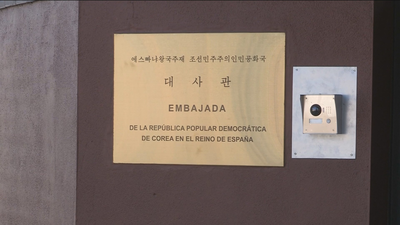 에스빠냐왕국주재 조선민주주의인민공화국
대 사 관
EMBAJADA
DE LA REPÚBLICA POPULAR DEMOCRÁTICA
DE COREA EN EL REINO DE ESPAÑA